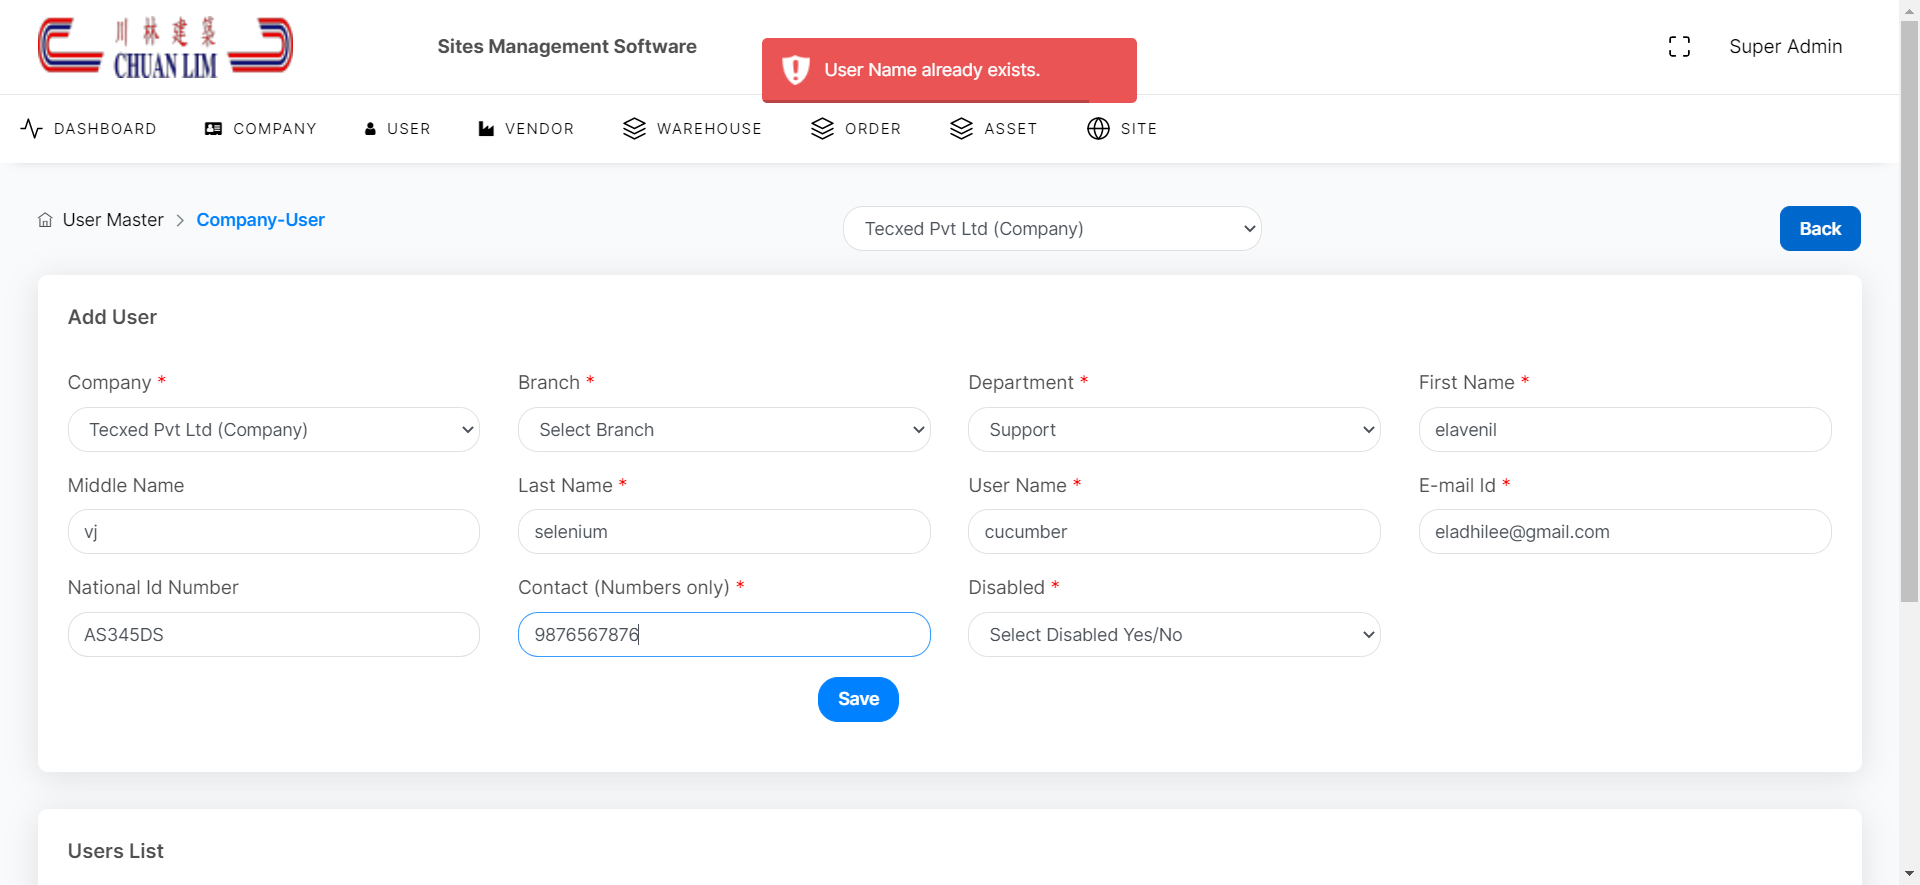 川林建築
CHUAN LIM
Sites Management Software
User Name already exists.
Super Admin
DASHBOARD
COMPANY
USER
VENDOR
WAREHOUSE
ORDER
ASSET
SITE
User Master
Company-User
Tecxed Pvt Ltd (Company)
Back
Add User
Company *
Branch *
Department *
First Name *
Tecxed Pvt Ltd (Company)
Select Branch
Support
elavenil
Middle Name
Last Name *
User Name *
E-mail Id *
vj
selenium
cucumber
eladhilee@gmail.com
National Id Number
Contact (Numbers only) *
Disabled *
AS345DS
9876567876
Select Disabled Yes/No
Save
Users List